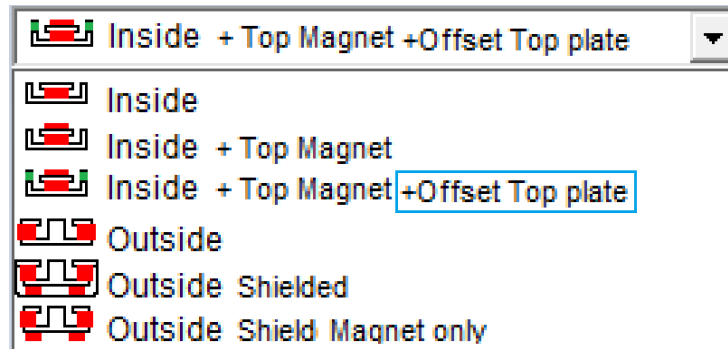 Inside + Top Magnet +Offset Top plate
Inside
Inside + Top Magnet
Inside + Top Magnet +Offset Top plate
Outside
Outside Shielded
Outside Shield Magnet only